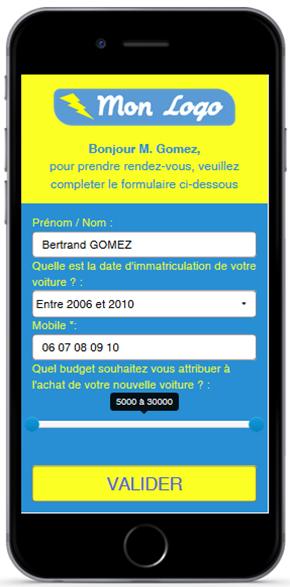 Mon Logo
Bonjour M. Gomez,
pour prendre rendez-vous, veuillez
completer le formulaire ci-dessous
Prénom / Nom :
Bertrand GOMEZ
Quelle est la date d'immatriculation de votre
voiture ? :
Entre 2006 et 2010
Mobile *:
06 07 08 09 10
Quel budget souhaitez vous attribuer à
l'achat de votre nouvelle voiture ? :
5000 à 30000
VALIDER